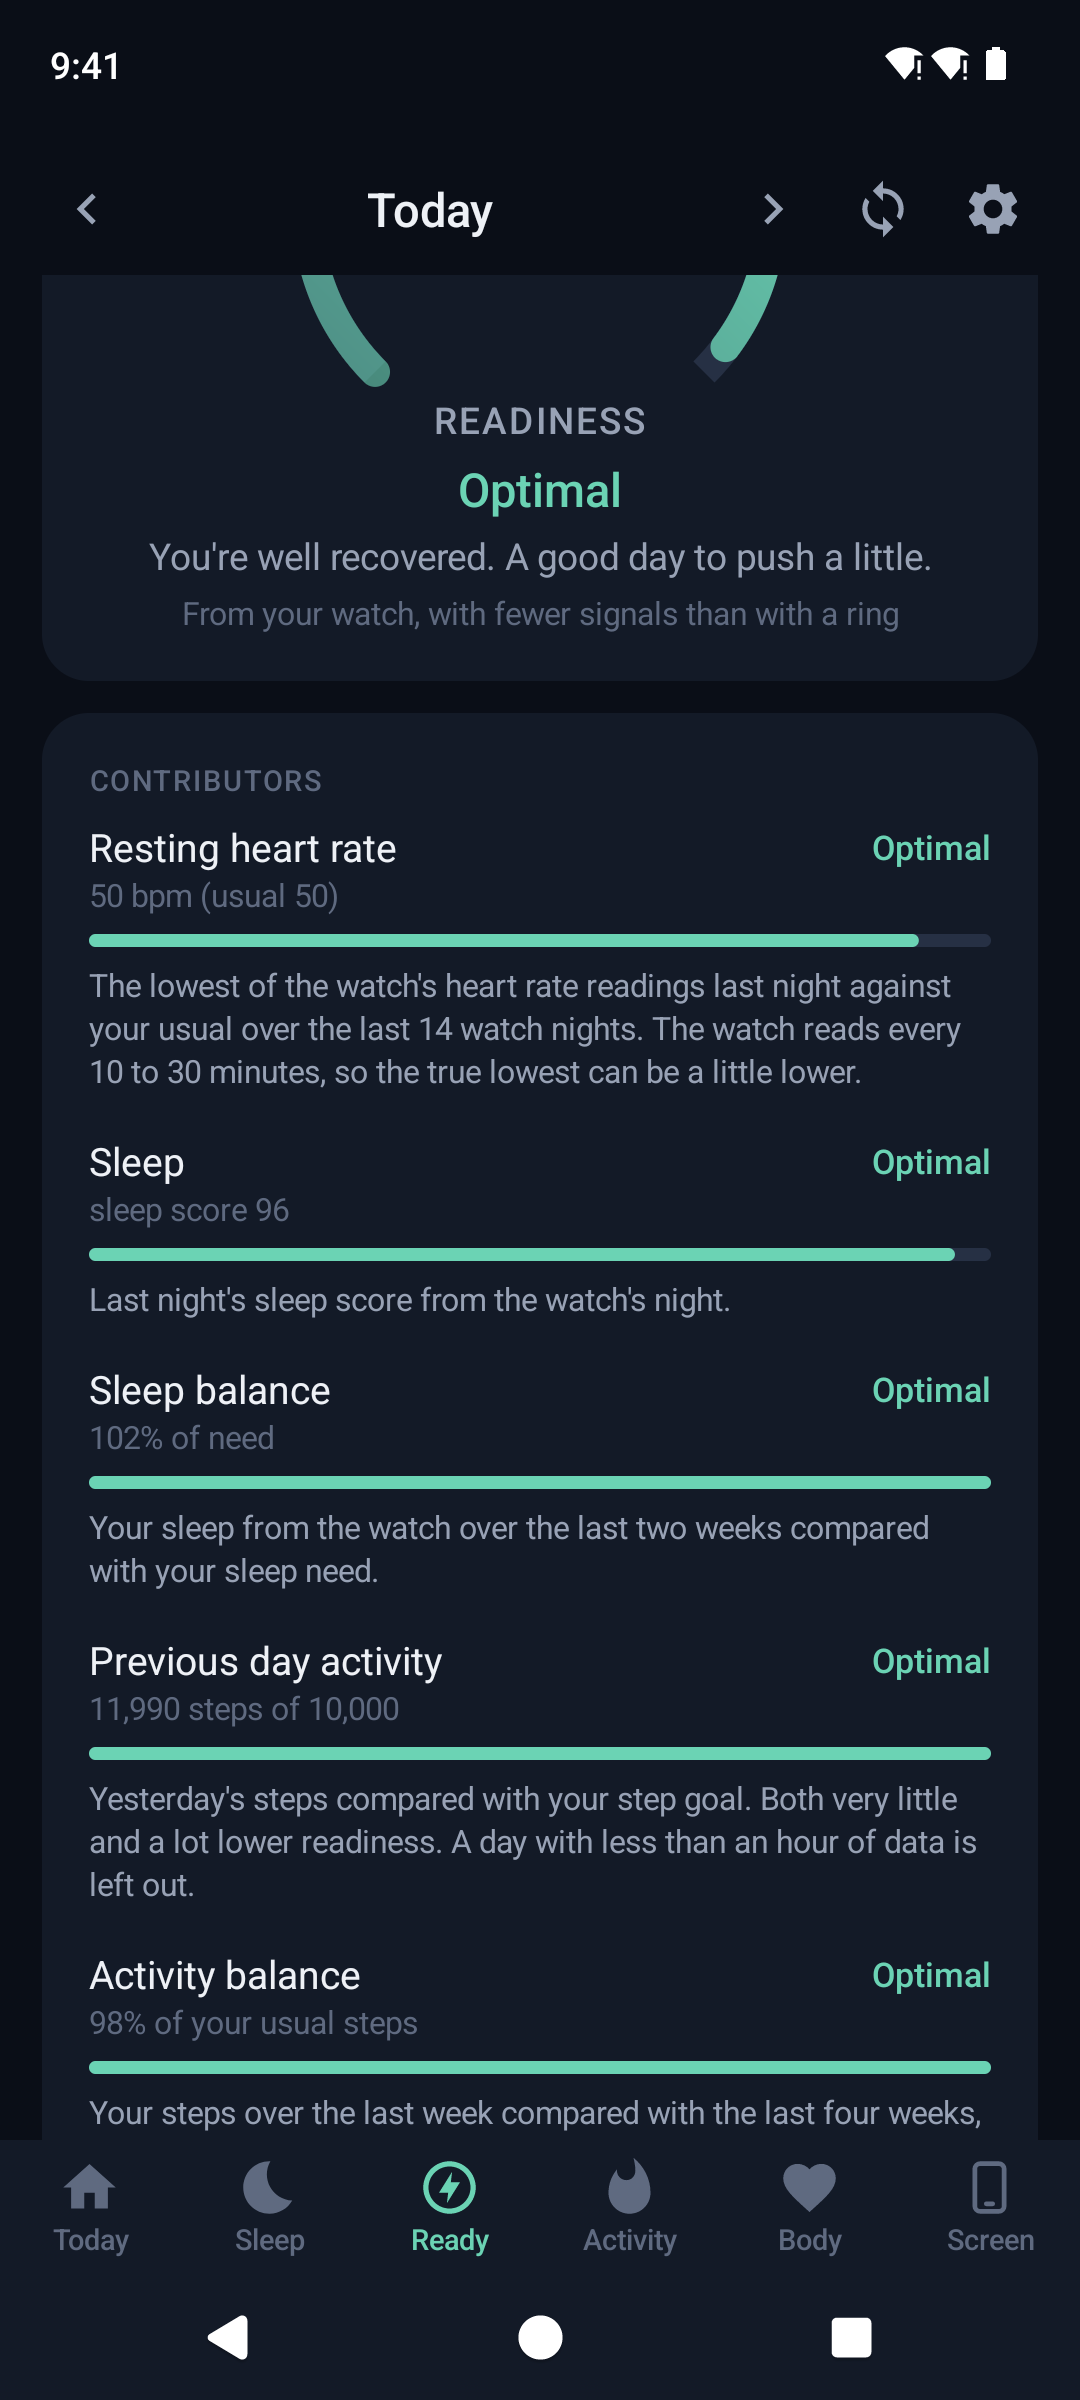 9:41
Today
READINESS
Optimal
You're well recovered. A good day to push a little.
From your watch, with fewer signals than with a ring
CONTRIBUTORS
Resting heart rate
Optimal
50 bpm (usual 50)
The lowest of the watch's heart rate readings last night against
your usual over the last 14 watch nights. The watch reads every
10 to 30 minutes, so the true lowest can be a little lower.
Sleep
Optimal
sleep score 96
Last night's sleep score from the watch's night.
Sleep balance
Optimal
102% of need
Your sleep from the watch over the last two weeks compared
with your sleep need.
Previous day activity
Optimal
11,990 steps of 10,000
Yesterday's steps compared with your step goal. Both very little
and a lot lower readiness. A day with less than an hour of data is
left out.
Activity balance
Optimal
98% of your usual steps
Your steps over the last week compared with the last four weeks,
Today
Sleep
Ready
Activity
Body
Screen